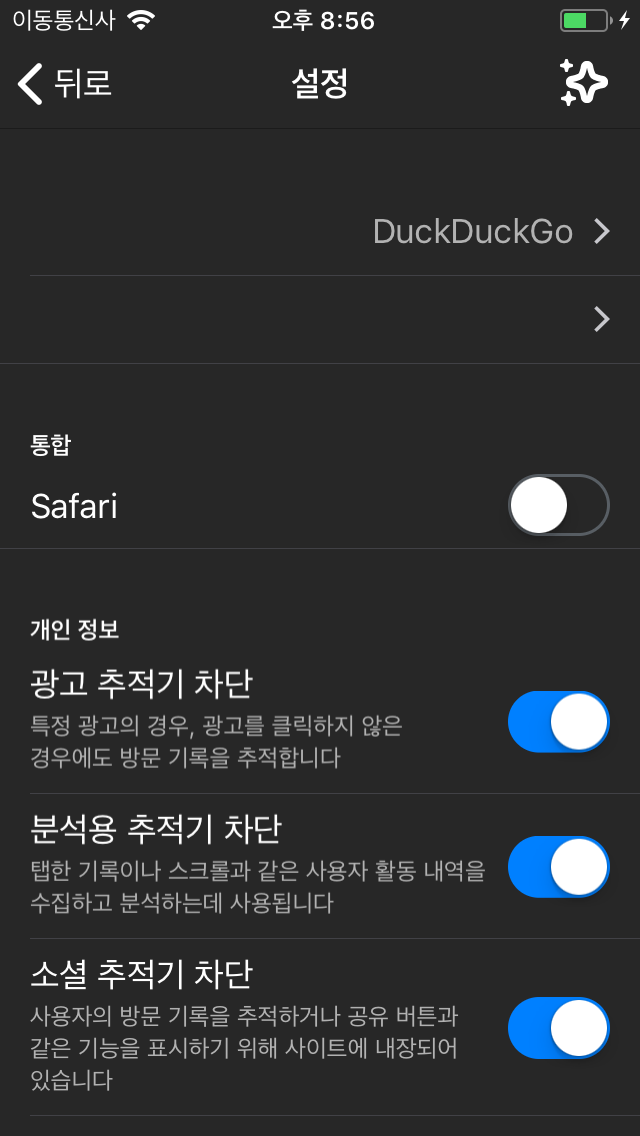 이동통신사
오후 8:56
뒤로
설정
DuckDuckGo
통합
Safari
개인 정보
광고 추적기 차단
특정 광고의 경우, 광고를 클릭하지 않은
경우에도 방문 기록을 추적합니다
분석용 추적기 차단
탭한 기록이나 스크롤과 같은 사용자 활동 내역을
수집하고 분석하는데 사용됩니다
소셜 추적기 차단
사용자의 방문 기록을 추적하거나 공유 버튼과
같은 기능을 표시하기 위해 사이트에 내장되어
있습니다